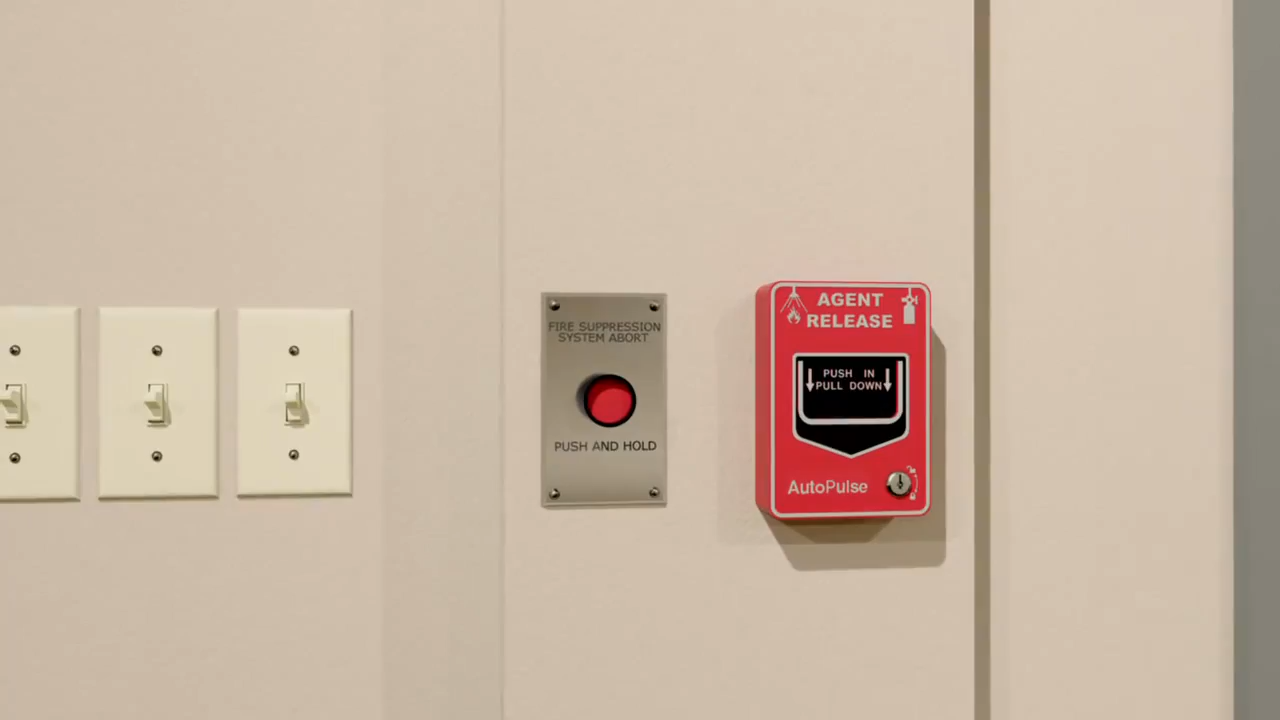 FIRE SUPPRESSION
SYSTEM ABORT
PUSH AND HOLD
AGENT
RELEASE
PUSH IN
PULL DOWN
AutoPulse